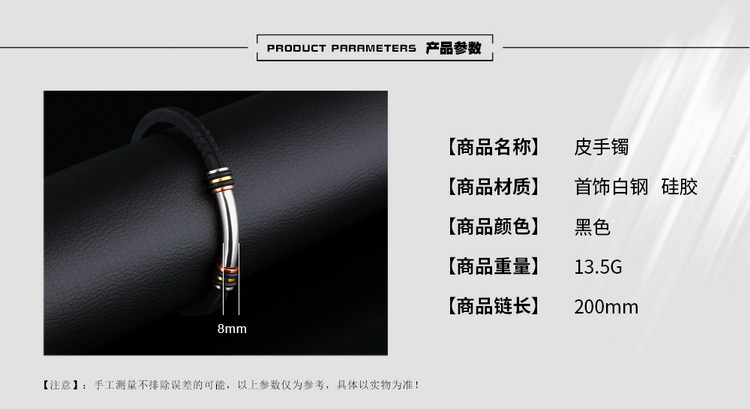 PRODUCT PARAMETERS 产品参数
【商品名称】 皮手镯
【商品材质】 首饰白钢 硅胶
【商品颜色】 黑色
【商品重量】 13.5G
【商品链长】 200mm
8mm
【注意】：手工测量不排除误差的可能，以上参数仅为参考，具体以实物为准！